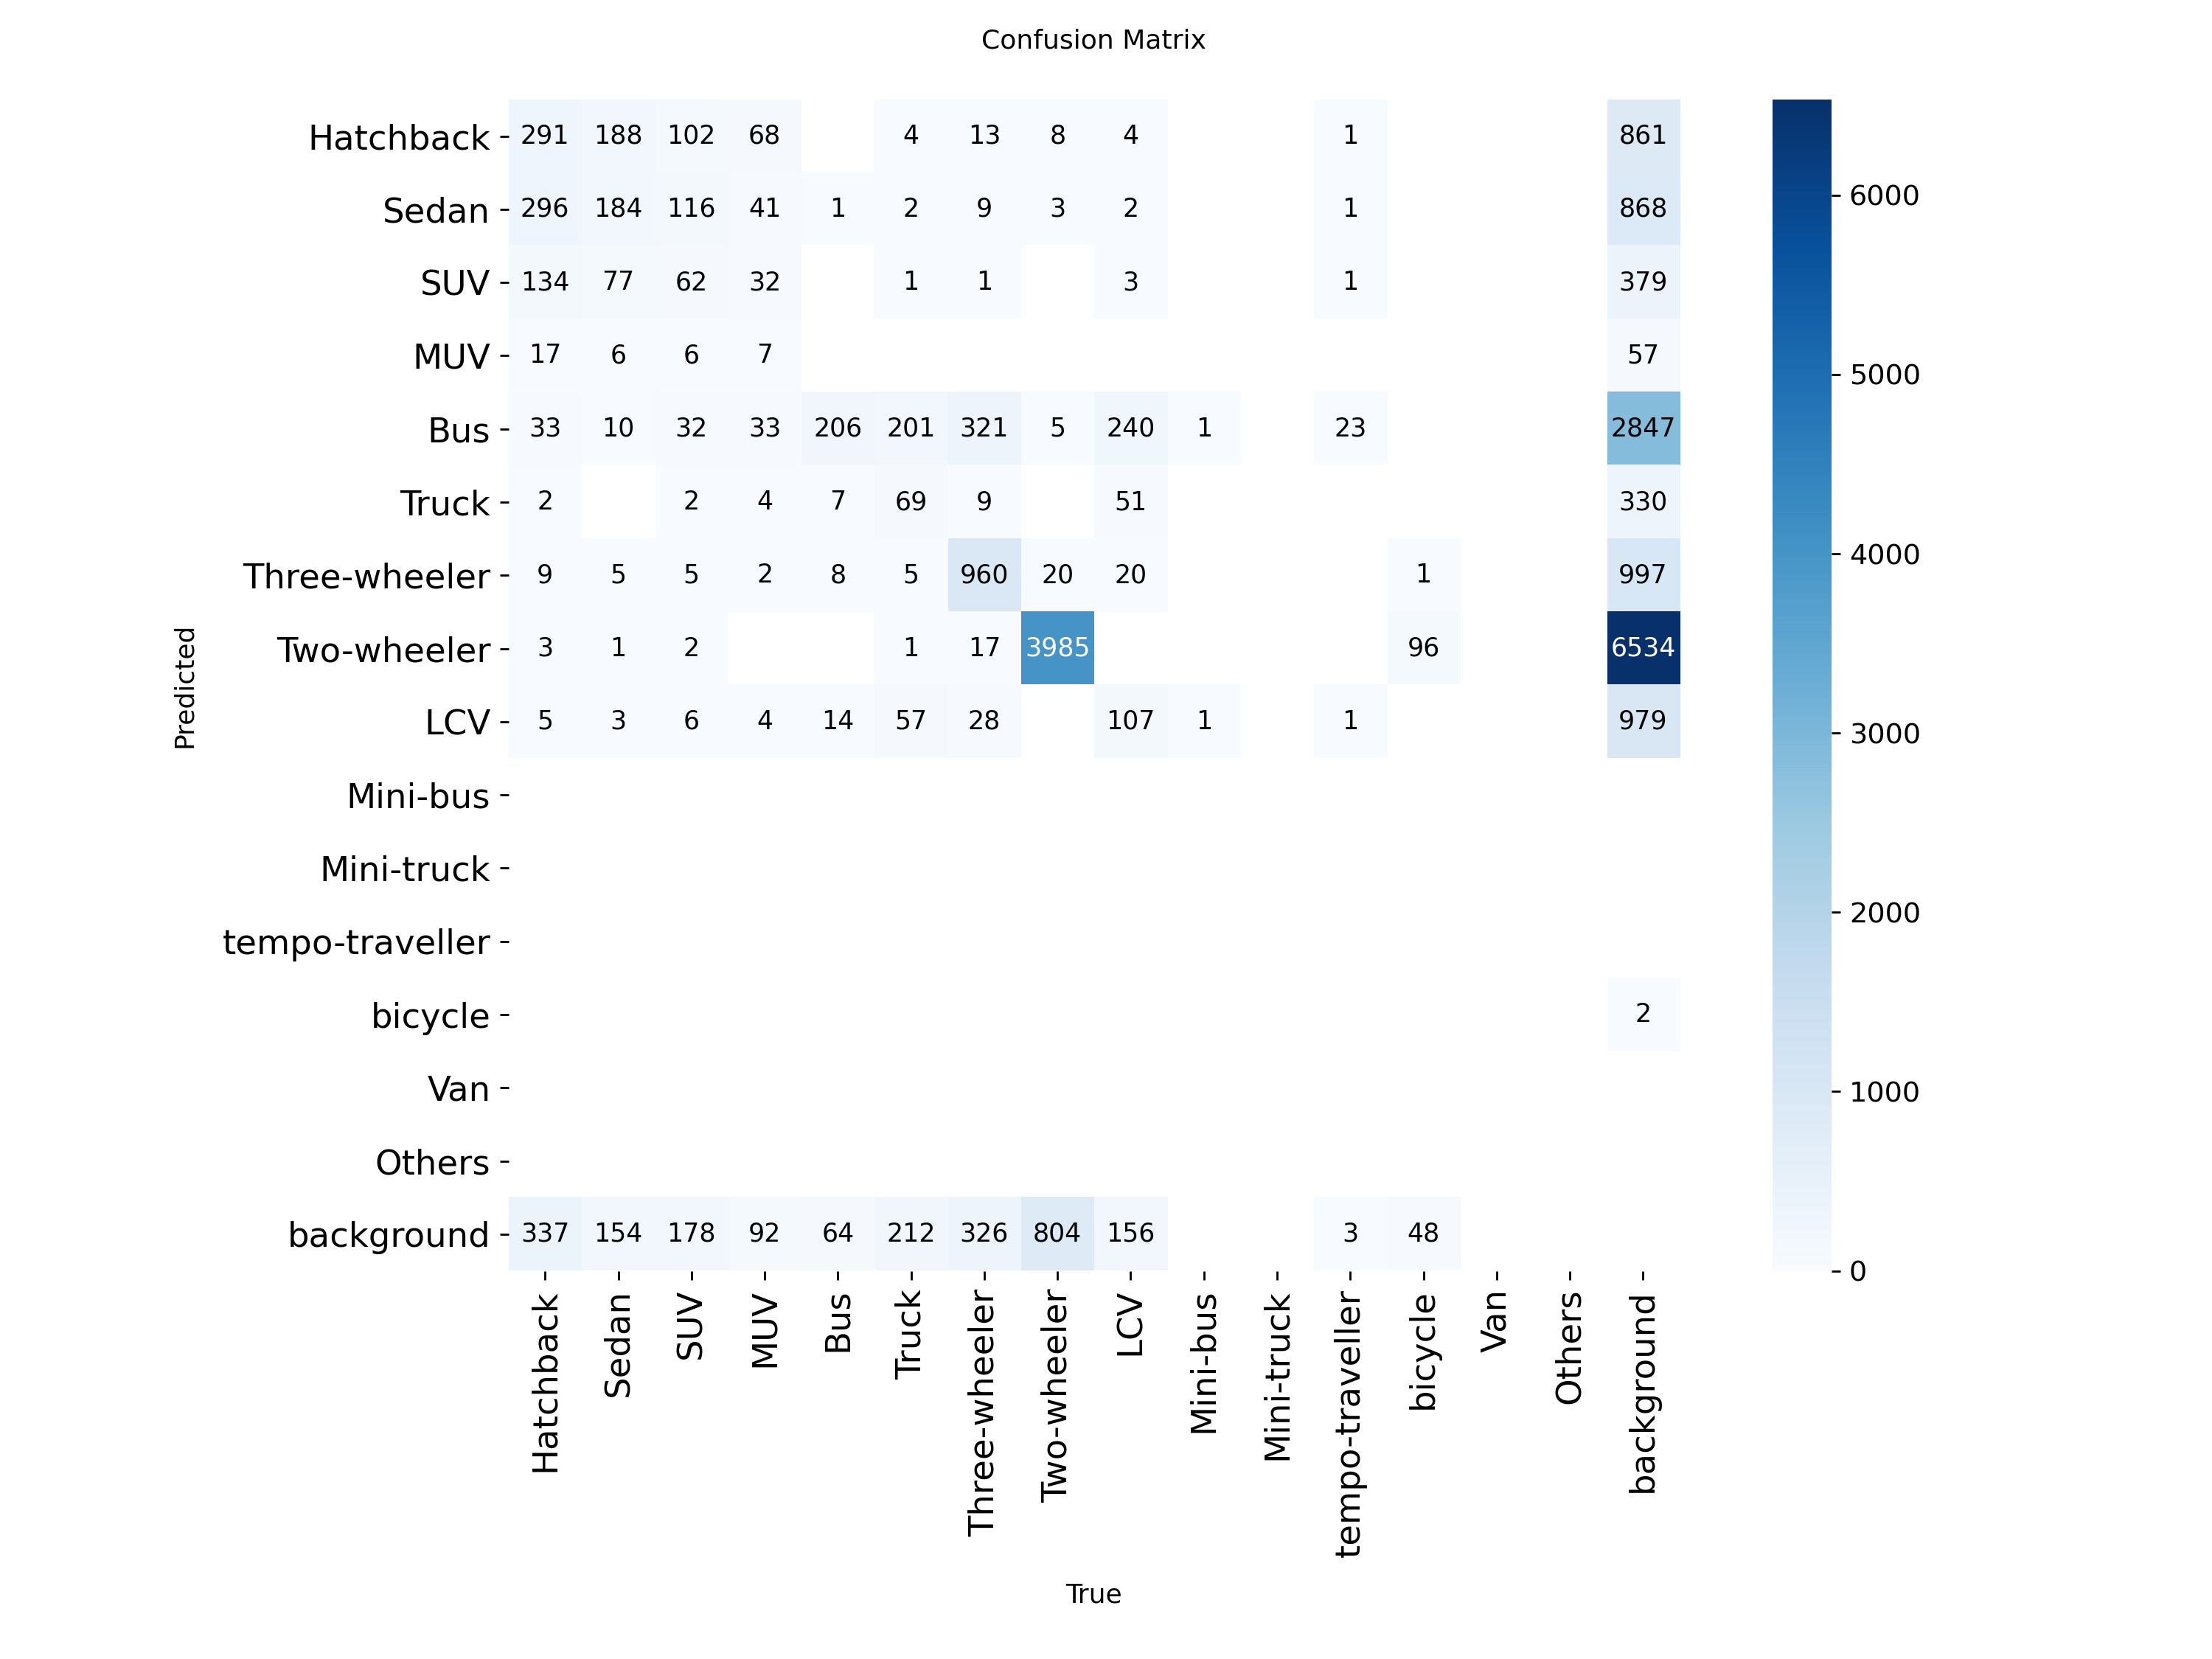 Confusion Matrix
Hatchback 291 188 102 68 4 13 8 4 1 861
Sedan 296 184 116 41 1 2 9 3 2 1 868
SUV 134 77 62 32 1 1 3 1 379
MUV 17 6 6 7 57
Bus 33 10 32 33 206 201 321 5 240 1 23 2847
Truck 2 2 4 7 69 9 51 330
Three-wheeler 9 5 5 2 8 5 960 20 20 1 997
Two-wheeler 3 1 2 1 17 3985 96 6534
LCV 5 3 6 4 14 57 28 107 1 1 979
Mini-bus
Mini-truck
tempo-traveller
bicycle 2
Van
Others
background 337 154 178 92 64 212 326 804 156 3 48
Hatchback
Sedan
SUV
MUV
Bus
Truck
Three-wheeler
Two-wheeler
LCV
Mini-bus
Mini-truck
tempo-traveller
bicycle
Van
Others
background
True
Predicted
6000
5000
4000
3000
2000
1000
0